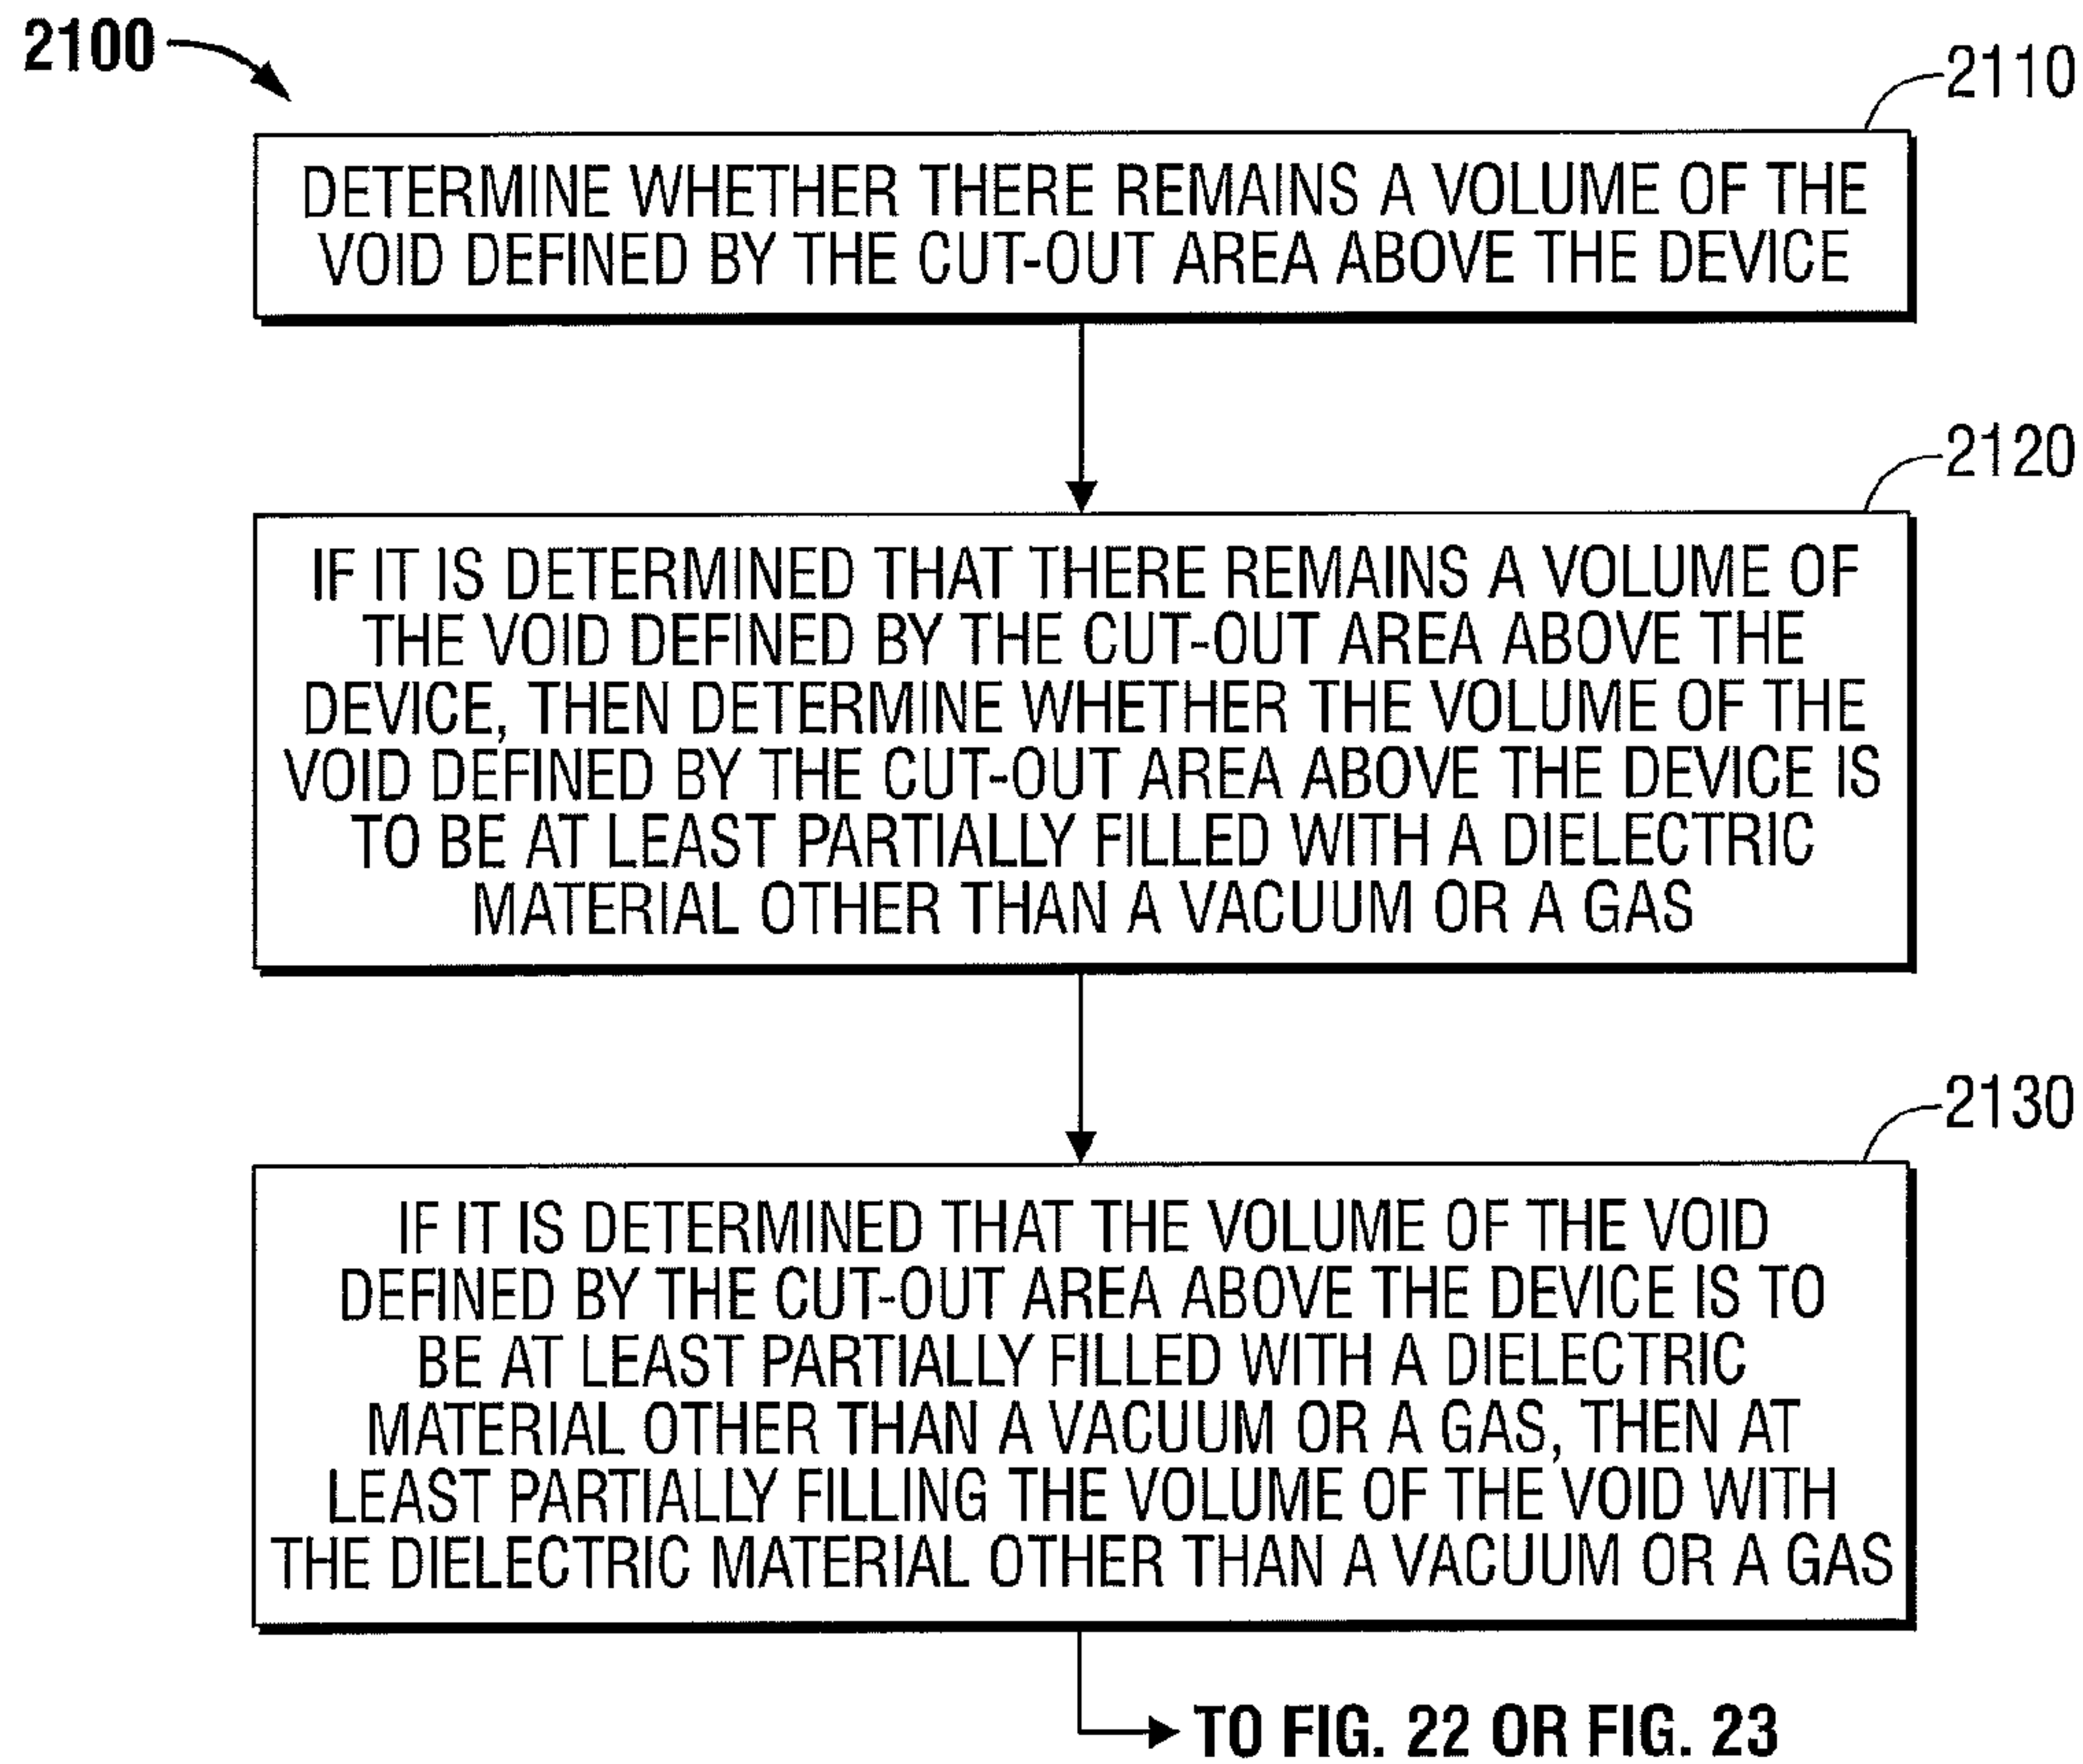 2100
2110
DETERMINE WHETHER THERE REMAINS A VOLUME OF THE
VOID DEFINED BY THE CUT-OUT AREA ABOVE THE DEVICE
2120
IF IT IS DETERMINED THAT THERE REMAINS A VOLUME OF
THE VOID DEFINED BY THE CUT-OUT AREA ABOVE THE
DEVICE, THEN DETERMINE WHETHER THE VOLUME OF THE
VOID DEFINED BY THE CUT-OUT AREA ABOVE THE DEVICE IS
TO BE AT LEAST PARTIALLY FILLED WITH A DIELECTRIC
MATERIAL OTHER THAN A VACUUM OR A GAS
2130
IF IT IS DETERMINED THAT THE VOLUME OF THE VOID
DEFINED BY THE CUT-OUT AREA ABOVE THE DEVICE IS TO
BE AT LEAST PARTIALLY FILLED WITH A DIELECTRIC
MATERIAL OTHER THAN A VACUUM OR A GAS, THEN AT
LEAST PARTIALLY FILLING THE VOLUME OF THE VOID WITH
THE DIELECTRIC MATERIAL OTHER THAN A VACUUM OR A GAS
TO FIG. 22 OR FIG. 23